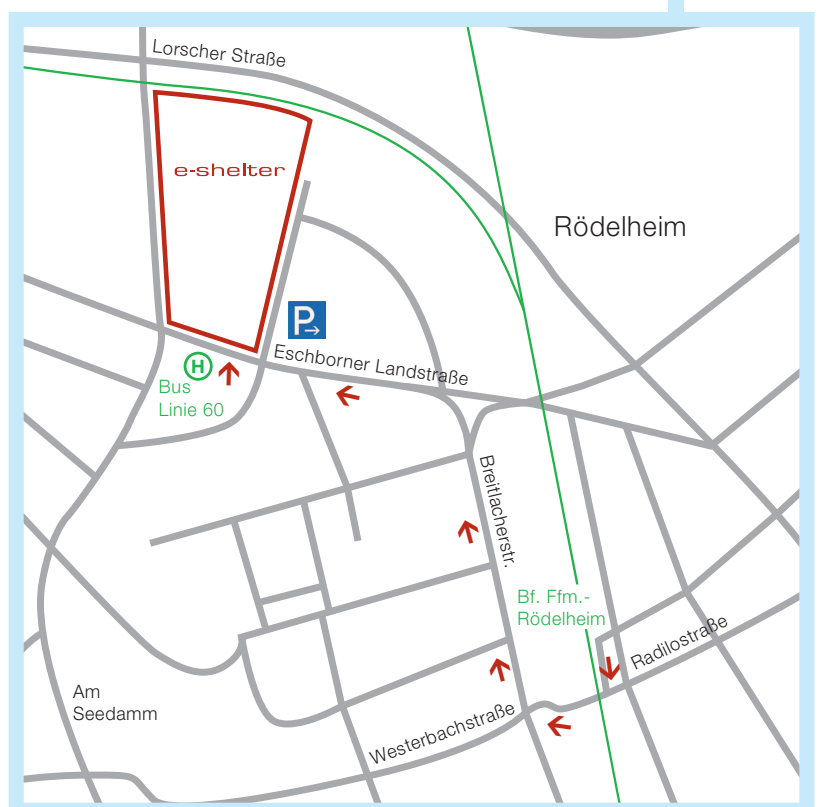 Lorscher Straße
e-shelter
Rödelheim
P
Eschborner Landstraße
H
Bus
Linie 60
Breitlacherstr.
Bf. Ffm.-
Rödelheim
Radilostraße
Am
Seedamm
Westerbachstraße